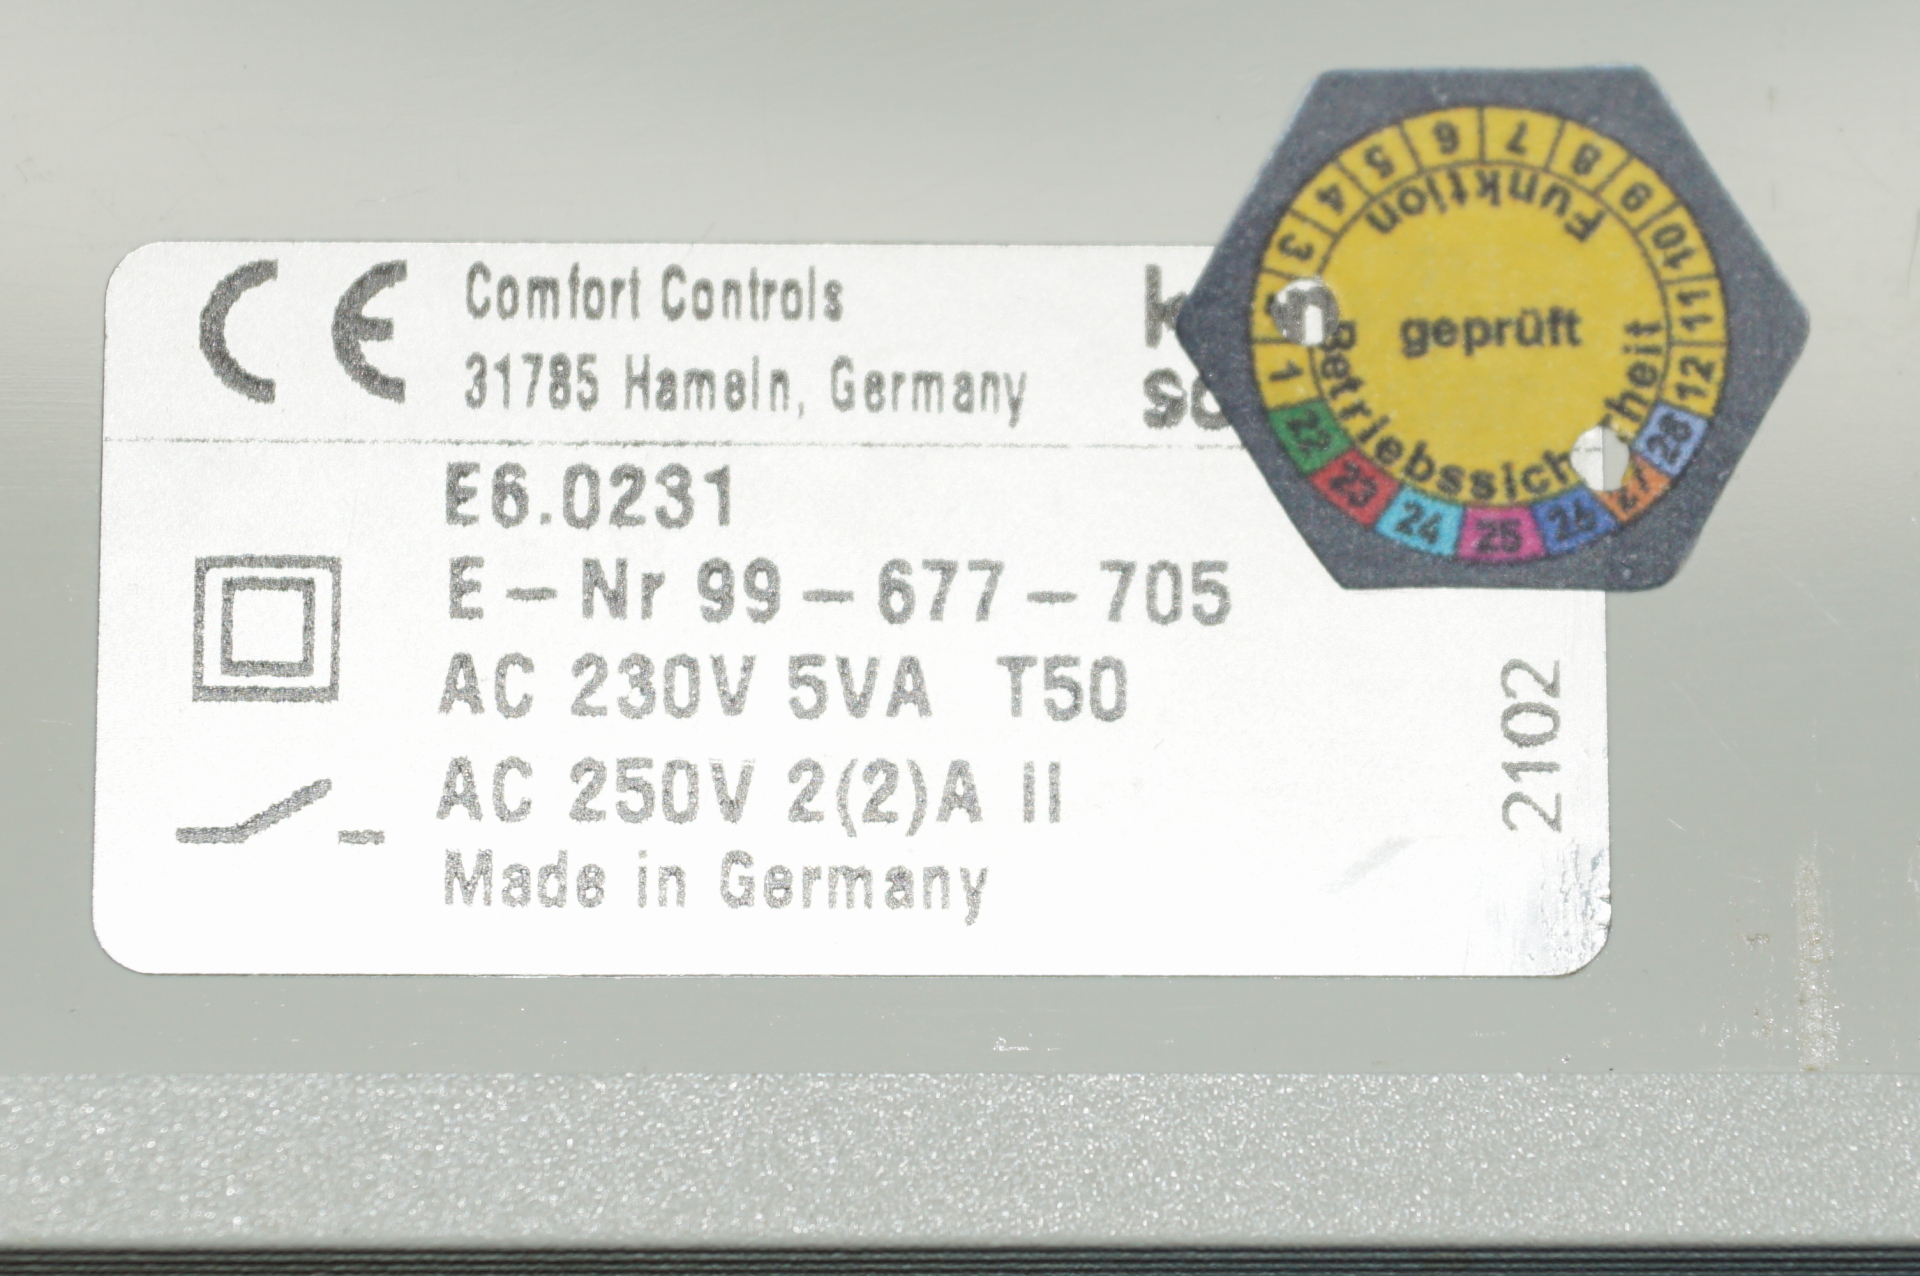 CE
Comfort Controls
31785 Hameln, Germany
E6.0231
E-Nr 99-677-705
AC 230V 5VA T50
AC 250V 2(2)A II
Made in Germany
2102
1 3 4 5 6 7 8 9 10 11 12
Funktion
geprüft
22 23 24 25 26 27 28